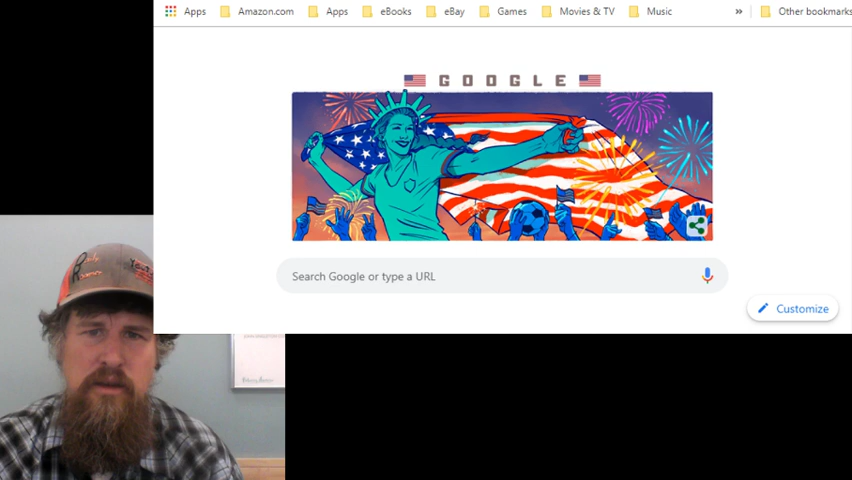 Apps Amazon.com Apps eBooks eBay Games Movies & TV Music » Other bookmarks
GOOGLE
Search Google or type a URL
Customize